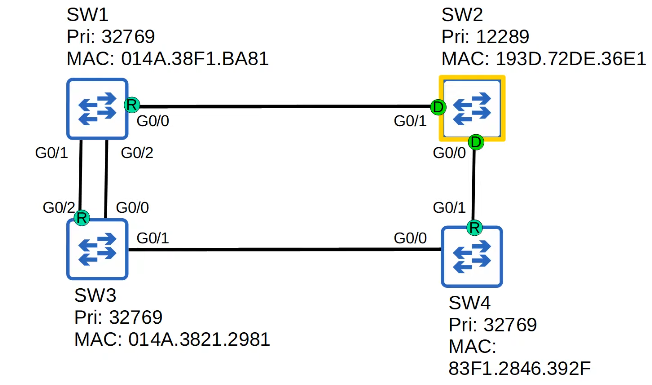 SW1
Pri: 32769
MAC: 014A.38F1.BA81
SW2
Pri: 12289
MAC: 193D.72DE.36E1
R
G0/0
D
G0/1
D
G0/0
G0/1
G0/2
G0/2
G0/0
R
G0/1
R
G0/1
G0/0
SW3
Pri: 32769
MAC: 014A.3821.2981
SW4
Pri: 32769
MAC:
83F1.2846.392F